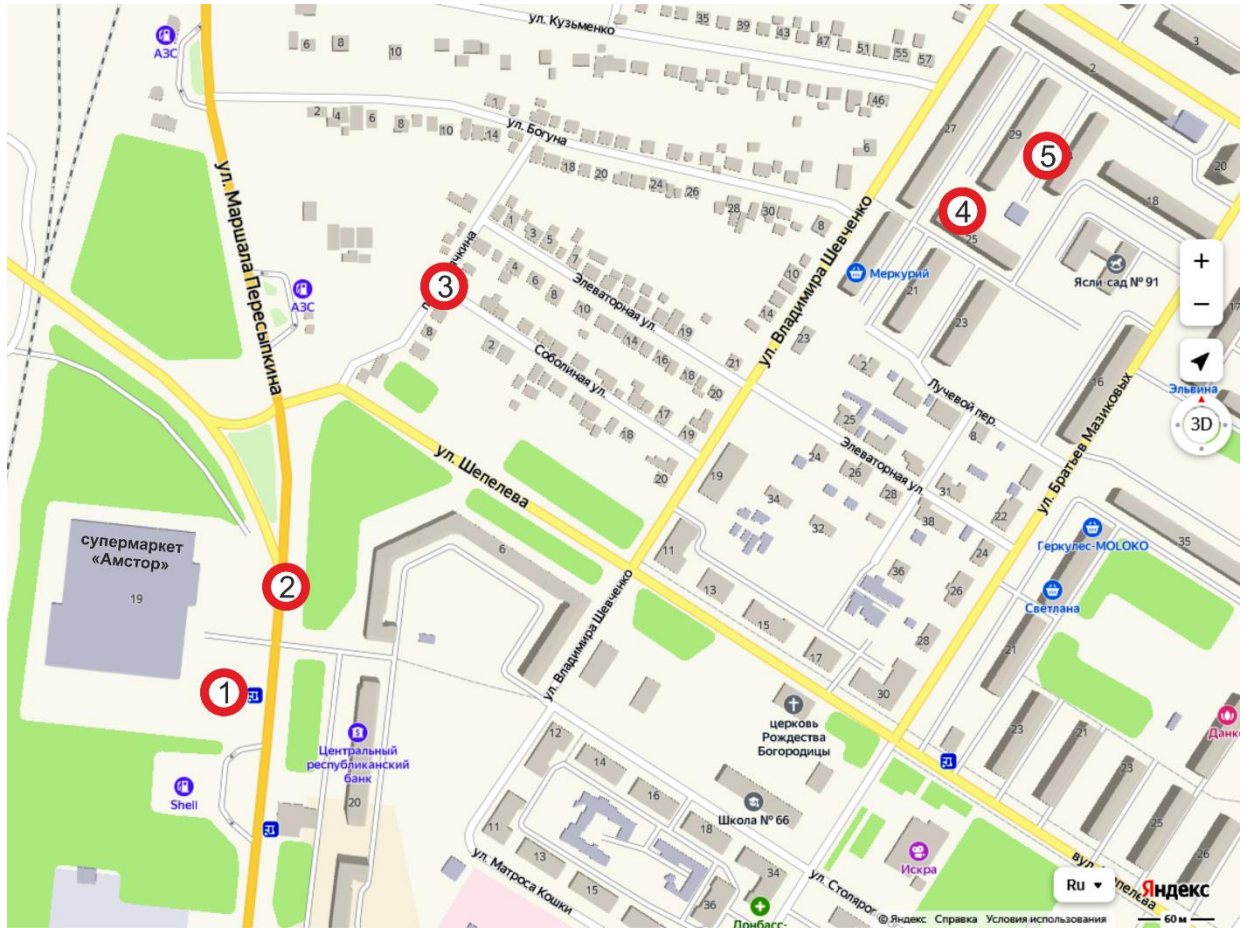 ул. Кузьменко
35
39
43
47
51
55
57
АЗС
6
8
10
2
3
46
1
2
4
6
8
10
14
ул. Богуна
6
27
29
5
20
18
20
24
26
28
30
8
4
25
18
ул. Маршала Пересыпкина
1
3
5
7
ул. Владимира Шевченко
Меркурий
21
23
Ясли-сад № 91
+
−
17
3
АЗС
4
6
8
10
14
16
18
20
Элеваторная ул.
19
21
10
14
23
8
2
Соболиная ул.
17
18
19
20
2
Лучевой пер.
8
16
Эльвина
3D
ул. Братьев Мазиковых
25
24
26
28
Элеваторная ул.
31
22
ул. Шепелева
19
34
32
38
24
36
26
28
35
Геркулес-MOLOKO
Светлана
21
супермаркет
«Амстор»
19
2
6
11
13
15
17
30
ул. Владимира Шевченко
1
церковь
Рождества
Богородицы
23
21
23
25
26
Центральный
республиканский
банк
20
Shell
12
14
16
18
Школа № 66
11
13
15
34
36
ул. Матроса Кошки
Искра
ул. Столяро
Донбасс-
Ru
Яндекс
© Яндекс Справка Условия использования
60 м